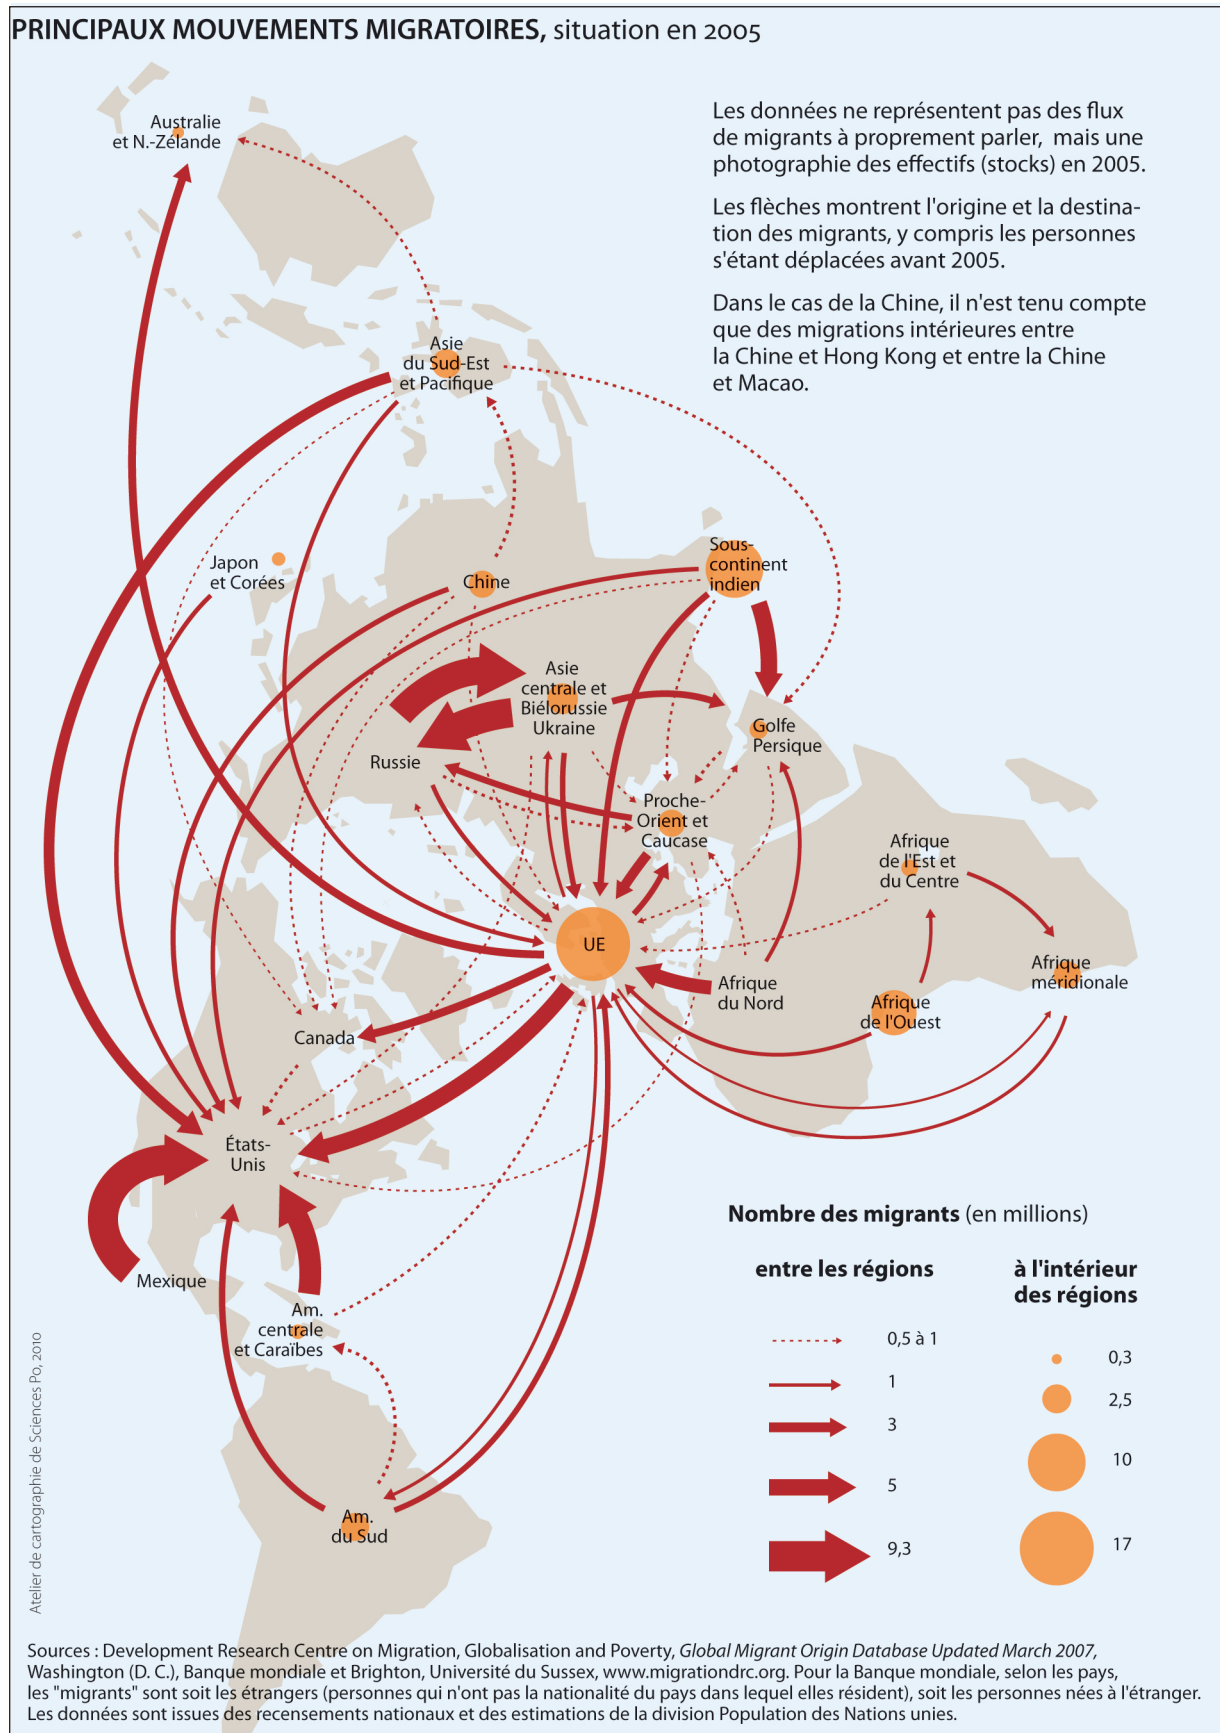 PRINCIPAUX MOUVEMENTS MIGRATOIRES, situation en 2005
Les données ne représentent pas des flux
de migrants à proprement parler, mais une
photographie des effectifs (stocks) en 2005.
Les flèches montrent l'origine et la destina-
tion des migrants, y compris les personnes
s'étant déplacées avant 2005.
Dans le cas de la Chine, il n'est tenu compte
que des migrations intérieures entre
la Chine et Hong Kong et entre la Chine
et Macao.
Australie
et N.-Zélande
Asie
du Sud-Est
et Pacifique
Japon
et Corées
Chine
Sous-
continent
indien
Asie
centrale et
Biélorussie
Ukraine
Russie
Golfe
Persique
Proche-
Orient et
Caucase
Afrique
de l'Est et
du Centre
UE
Afrique
du Nord
Afrique
de l'Ouest
Afrique
méridionale
Canada
États-
Unis
Mexique
Am.
centrale
et Caraïbes
Am.
du Sud
Nombre des migrants (en millions)
entre les régions
0,5 à 1
1
3
5
9,3
à l'intérieur
des régions
0,3
2,5
10
17
Atelier de cartographie de Sciences Po, 2010
Sources : Development Research Centre on Migration, Globalisation and Poverty, Global Migrant Origin Database Updated March 2007,
Washington (D. C.), Banque mondiale et Brighton, Université du Sussex, www.migrationdrc.org. Pour la Banque mondiale, selon les pays,
les "migrants" sont soit les étrangers (personnes qui n'ont pas la nationalité du pays dans lequel elles résident), soit les personnes nées à l'étranger.
Les données sont issues des recensements nationaux et des estimations de la division Population des Nations unies.